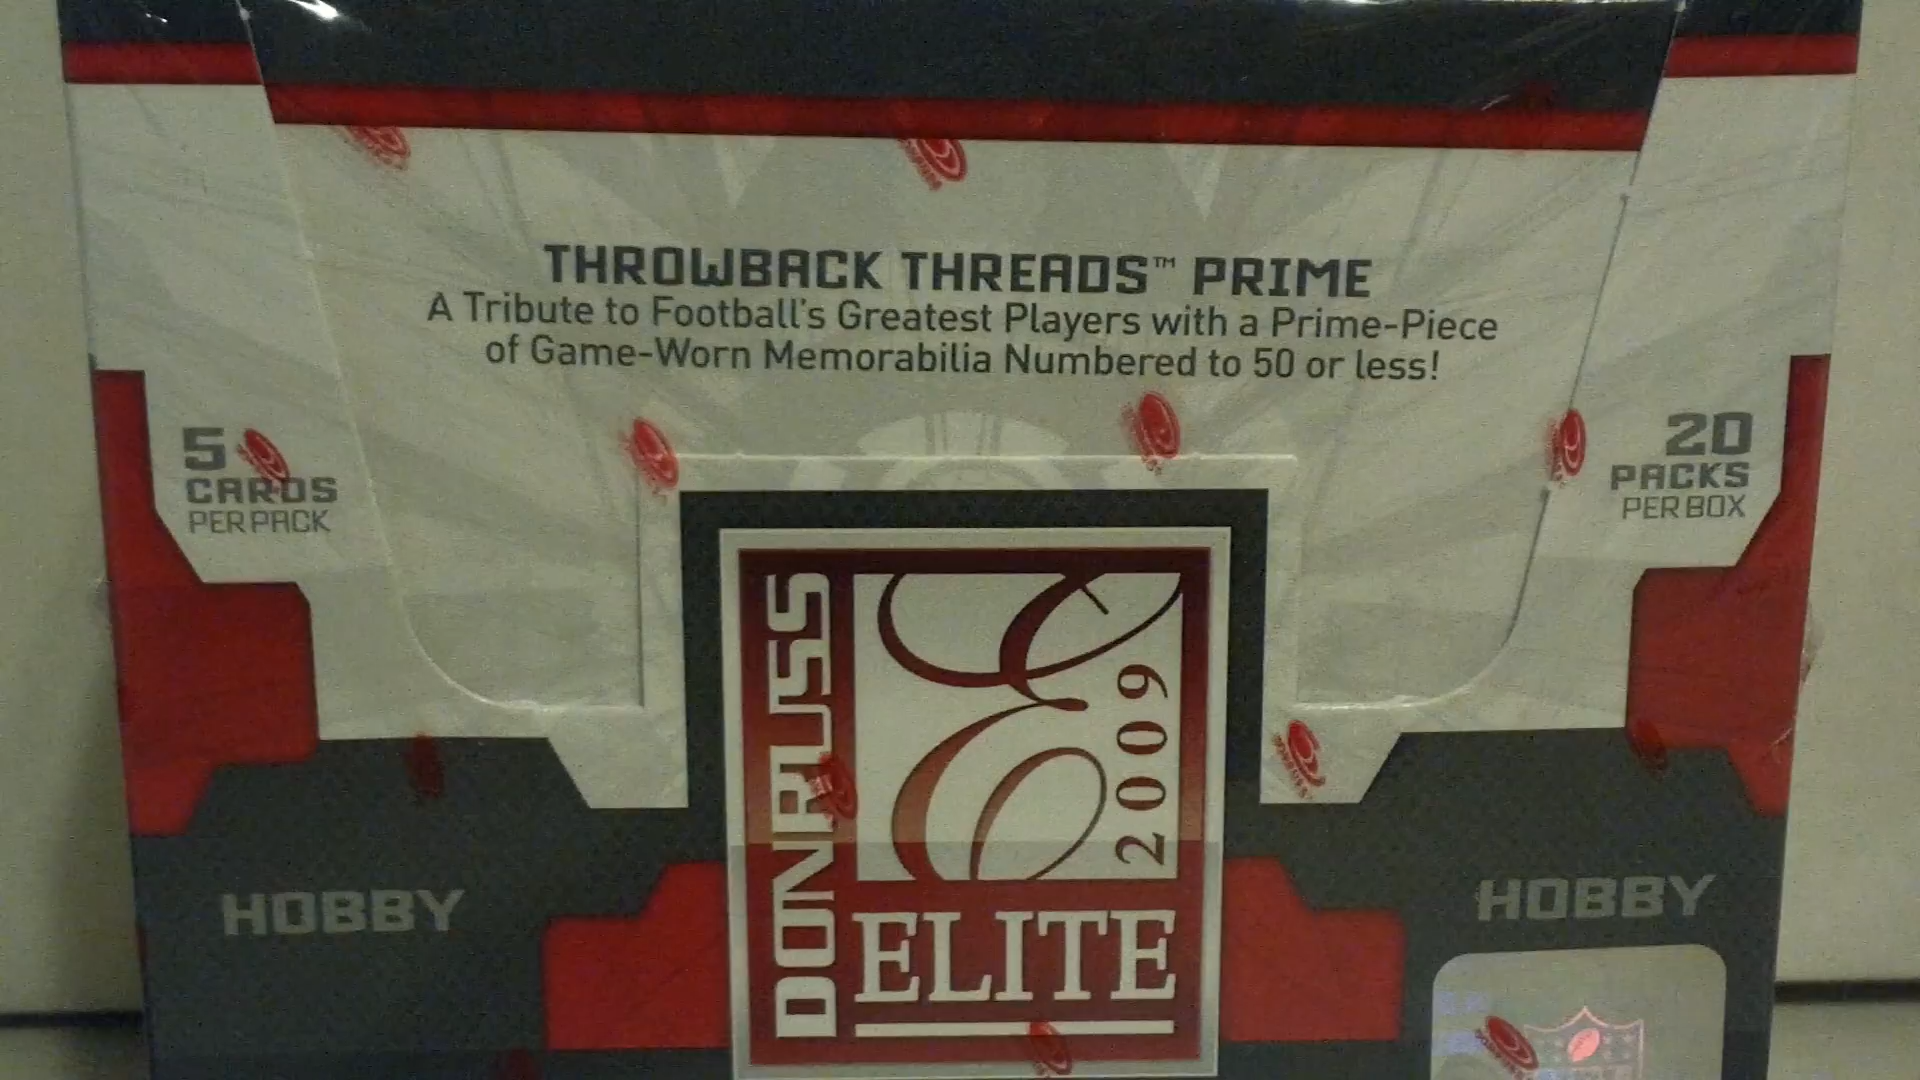 THROWBACK THREADS™ PRIME
A Tribute to Football's Greatest Players with a Prime-Piece
of Game-Worn Memorabilia Numbered to 50 or less!
5
CARDS
PER PACK
20
PACKS
PER BOX
DONRUSS
2009
ELITE
HOBBY
HOBBY